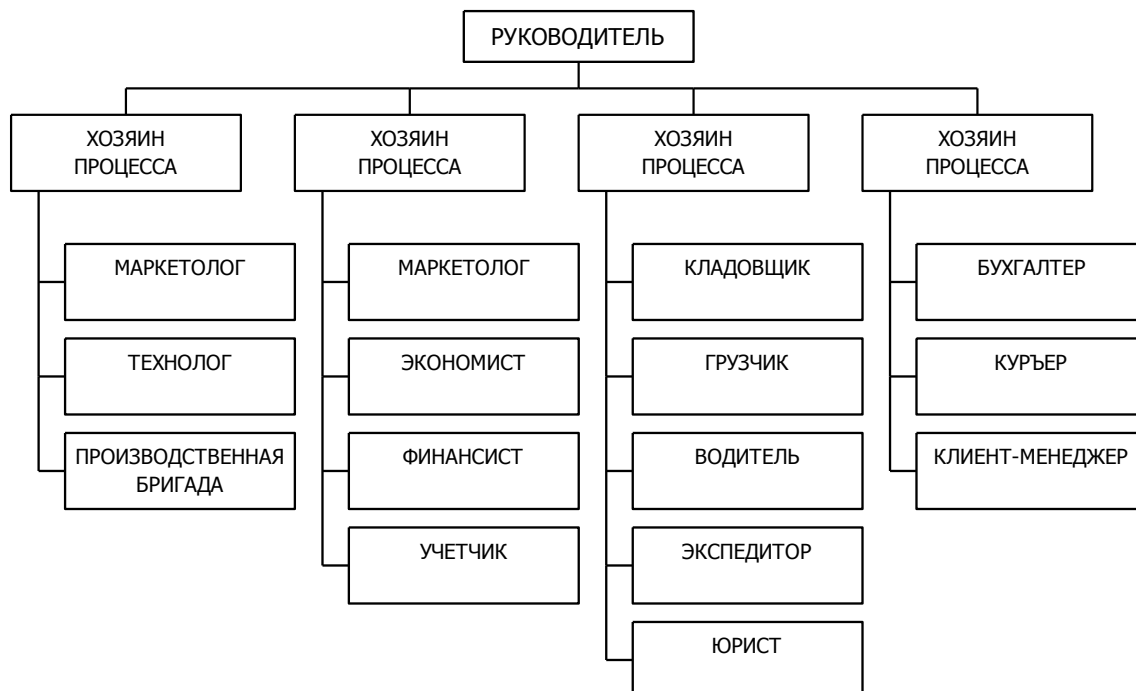 РУКОВОДИТЕЛЬ
ХОЗЯИН
ПРОЦЕССА
МАРКЕТОЛОГ
ТЕХНОЛОГ
ПРОИЗВОДСТВЕННАЯ
БРИГАДА
ХОЗЯИН
ПРОЦЕССА
МАРКЕТОЛОГ
ЭКОНОМИСТ
ФИНАНСИСТ
УЧЕТЧИК
ХОЗЯИН
ПРОЦЕССА
КЛАДОВЩИК
ГРУЗЧИК
ВОДИТЕЛЬ
ЭКСПЕДИТОР
ЮРИСТ
ХОЗЯИН
ПРОЦЕССА
БУХГАЛТЕР
КУРЪЕР
КЛИЕНТ-МЕНЕДЖЕР